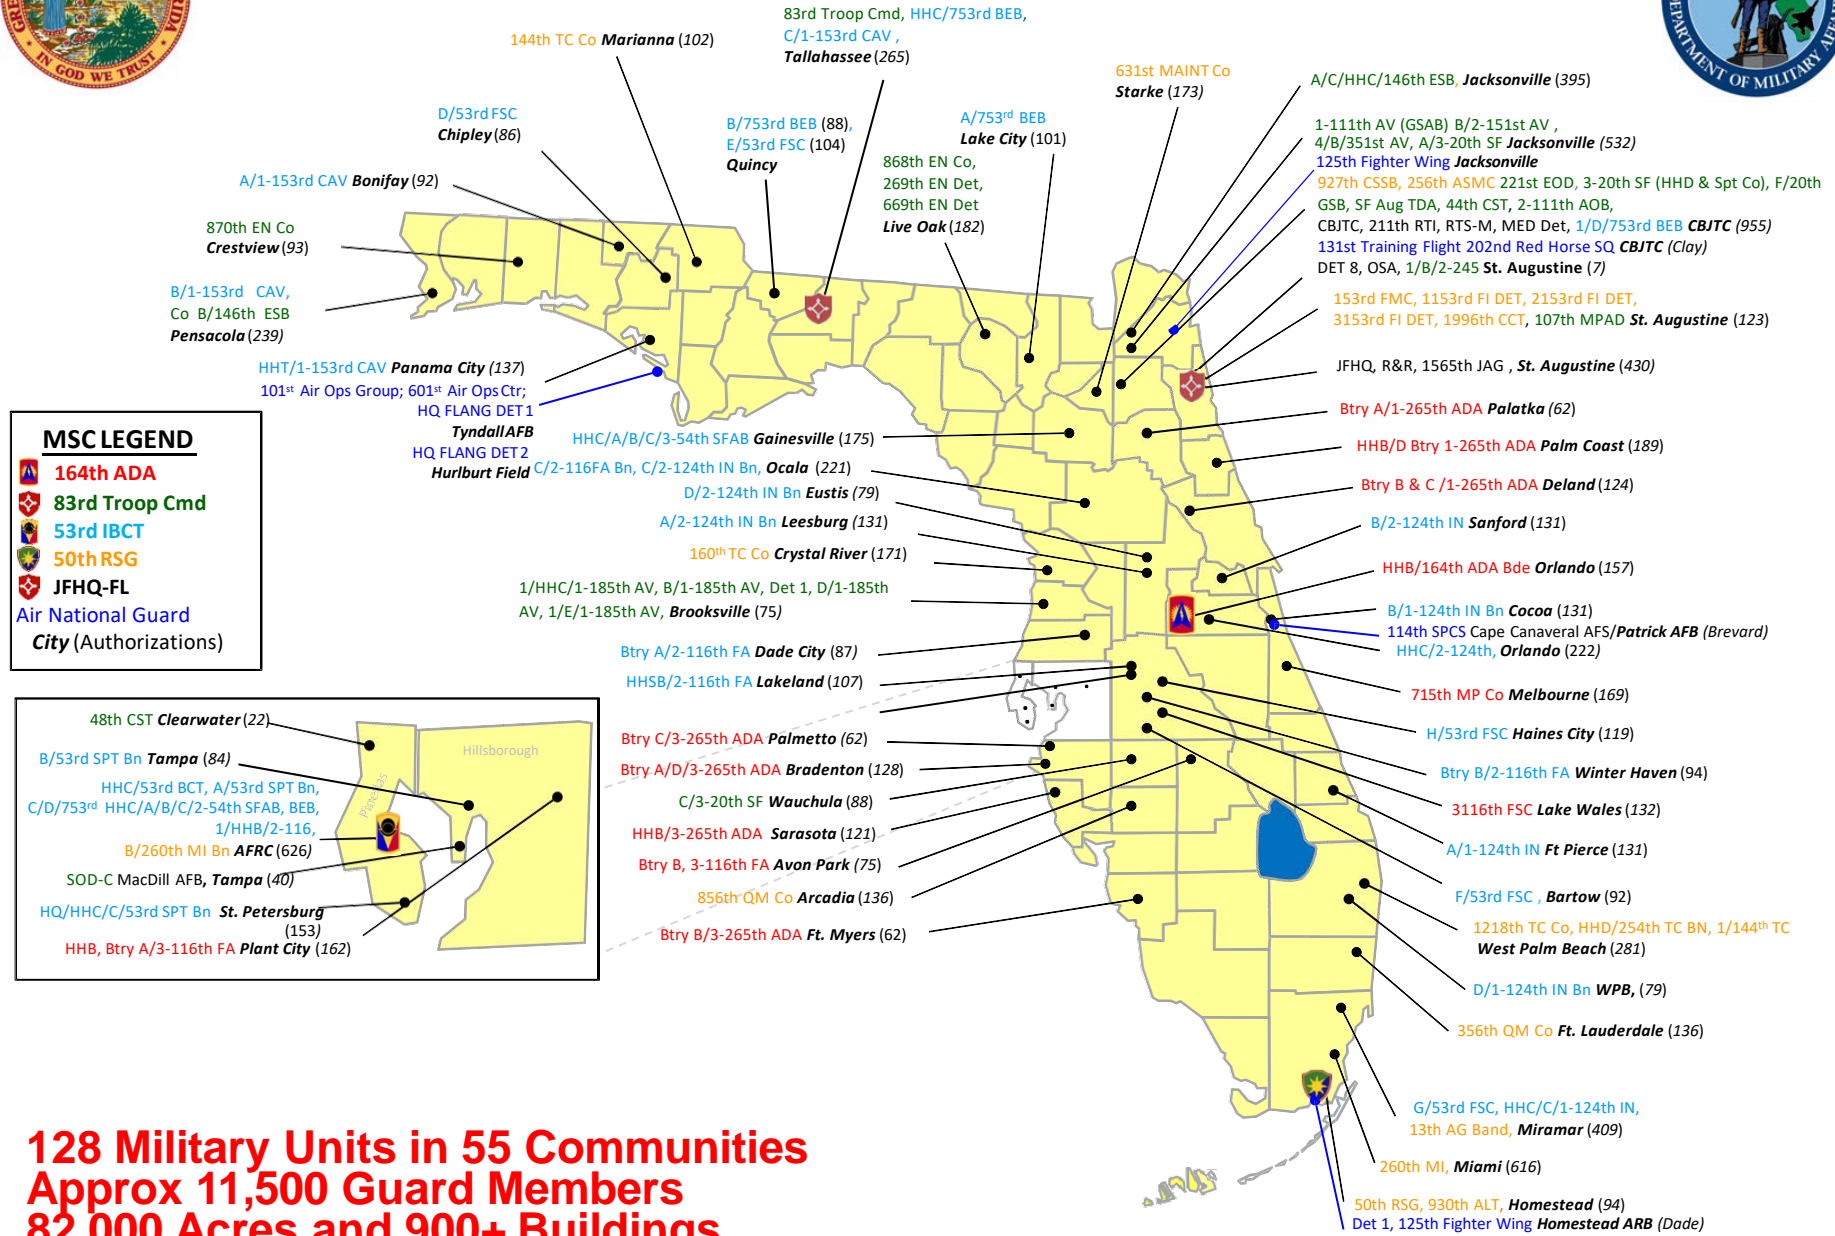 GRE
IN GOD WE TRUST
RIDA
DEPARTMENT OF MILITARY AFFAI
83rd Troop Cmd, HHC/753rd BEB,
C/1-153rd CAV ,
Tallahassee (265)
144th TC Co Marianna (102)
D/53rd FSC
Chipley (86)
B/753rd BEB (88),
E/53rd FSC (104)
Quincy
A/753rd BEB
Lake City (101)
868th EN Co,
269th EN Det,
669th EN Det
Live Oak (182)
631st MAINT Co
Starke (173)
A/1-153rd CAV Bonifay (92)
870th EN Co
Crestview (93)
B/1-153rd CAV,
Co B/146th ESB
Pensacola (239)
HHT/1-153rd CAV Panama City (137)
101st Air Ops Group; 601st Air Ops Ctr;
HQ FLANG DET 1
Tyndall AFB
HQ FLANG DET 2
Hurlburt Field
A/C/HHC/146th ESB, Jacksonville (395)
1-111th AV (GSAB) B/2-151st AV ,
4/B/351st AV, A/3-20th SF Jacksonville (532)
125th Fighter Wing Jacksonville
927th CSSB, 256th ASMC 221st EOD, 3-20th SF (HHD & Spt Co), F/20th
GSB, SF Aug TDA, 44th CST, 2-111th AOB,
CBJTC, 211th RTI, RTS-M, MED Det, 1/D/753rd BEB CBJTC (955)
131st Training Flight 202nd Red Horse SQ CBJTC (Clay)
DET 8, OSA, 1/B/2-245 St. Augustine (7)
153rd FMC, 1153rd FI DET, 2153rd FI DET,
3153rd FI DET, 1996th CCT, 107th MPAD St. Augustine (123)
JFHQ, R&R, 1565th JAG , St. Augustine (430)
Btry A/1-265th ADA Palatka (62)
HHB/D Btry 1-265th ADA Palm Coast (189)
Btry B & C /1-265th ADA Deland (124)
B/2-124th IN Sanford (131)
HHB/164th ADA Bde Orlando (157)
B/1-124th IN Bn Cocoa (131)
114th SPCS Cape Canaveral AFS/Patrick AFB (Brevard)
HHC/2-124th, Orlando (222)
715th MP Co Melbourne (169)
H/53rd FSC Haines City (119)
Btry B/2-116th FA Winter Haven (94)
3116th FSC Lake Wales (132)
A/1-124th IN Ft Pierce (131)
F/53rd FSC , Bartow (92)
1218th TC Co, HHD/254th TC BN, 1/144th TC
West Palm Beach (281)
D/1-124th IN Bn WPB, (79)
356th QM Co Ft. Lauderdale (136)
G/53rd FSC, HHC/C/1-124th IN,
13th AG Band, Miramar (409)
260th MI, Miami (616)
50th RSG, 930th ALT, Homestead (94)
Det 1, 125th Fighter Wing Homestead ARB (Dade)
HHC/A/B/C/3-54th SFAB Gainesville (175)
C/2-116FA Bn, C/2-124th IN Bn, Ocala (221)
D/2-124th IN Bn Eustis (79)
A/2-124th IN Bn Leesburg (131)
160th TC Co Crystal River (171)
1/HHC/1-185th AV, B/1-185th AV, Det 1, D/1-185th
AV, 1/E/1-185th AV, Brooksville (75)
Btry A/2-116th FA Dade City (87)
HHSB/2-116th FA Lakeland (107)
Btry C/3-265th ADA Palmetto (62)
Btry A/D/3-265th ADA Bradenton (128)
C/3-20th SF Wauchula (88)
HHB/3-265th ADA Sarasota (121)
Btry B, 3-116th FA Avon Park (75)
856th QM Co Arcadia (136)
Btry B/3-265th ADA Ft. Myers (62)
MSC LEGEND
164th ADA
83rd Troop Cmd
53rd IBCT
50th RSG
JFHQ-FL
Air National Guard
City (Authorizations)
48th CST Clearwater (22)
B/53rd SPT Bn Tampa (84)
HHC/53rd BCT, A/53rd SPT Bn,
C/D/753rd HHC/A/B/C/2-54th SFAB, BEB,
1/HHB/2-116,
B/260th MI Bn AFRC (626)
SOD-C MacDill AFB, Tampa (40)
HQ/HHC/C/53rd SPT Bn St. Petersburg
(153)
HHB, Btry A/3-116th FA Plant City (162)
Pinellas
Hillsborough
128 Military Units in 55 Communities
Approx 11,500 Guard Members
82,000 Acres and 900+ Buildings